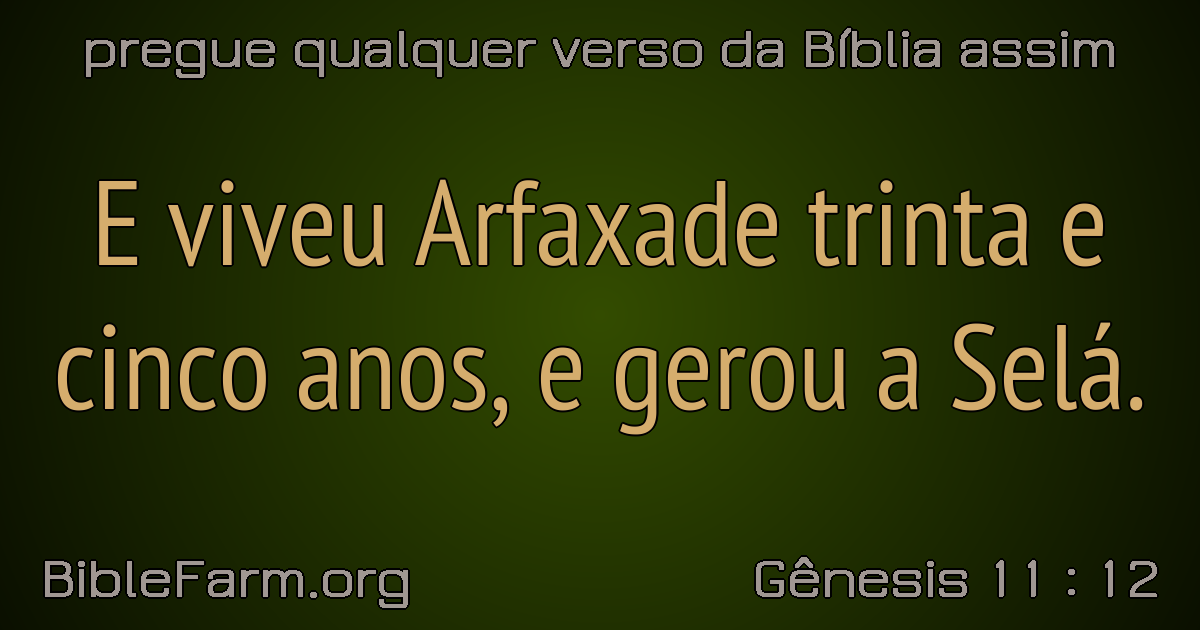 pregue qualquer verso da Bíblia assim
E viveu Arfaxade trinta e
cinco anos, e gerou a Selá.
BibleFarm.org
Gênesis 11 : 12